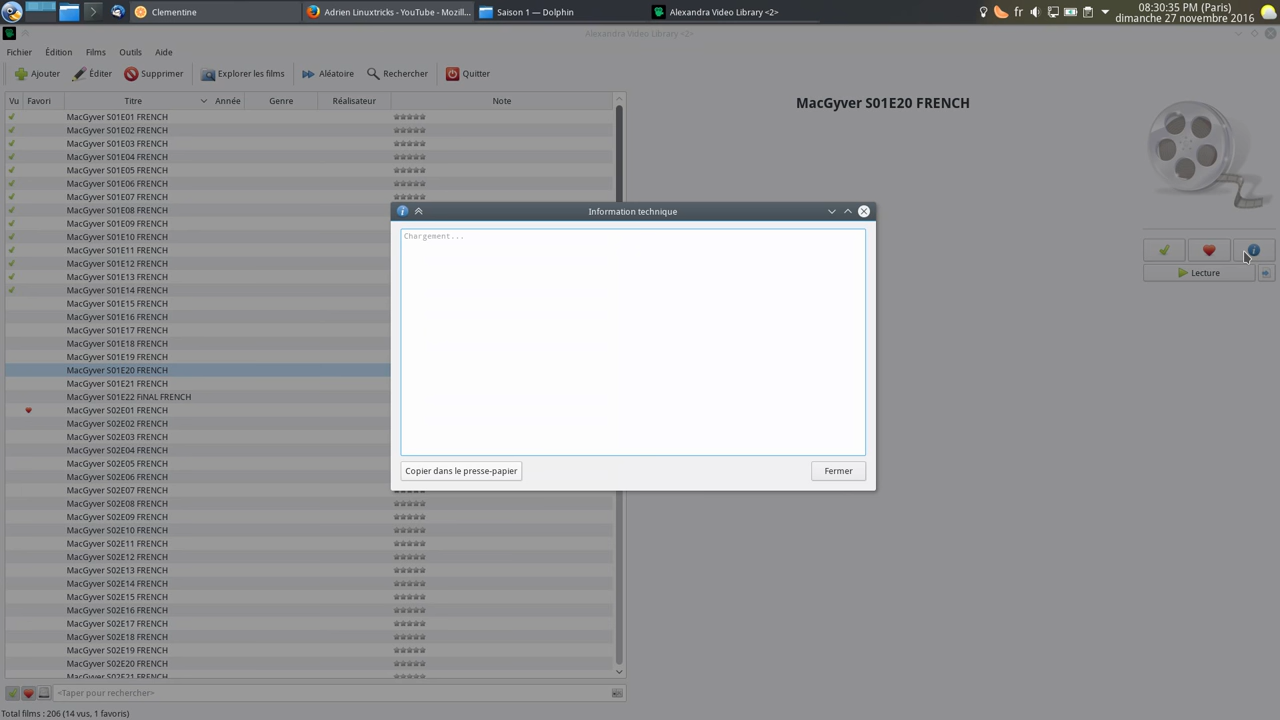 Clementine
Adrien Linuxtricks - YouTube - Mozill...
Saison 1 — Dolphin
Alexandra Video Library <2>
fr
08:30:35 PM (Paris)
dimanche 27 novembre 2016
Alexandra Video Library <2>
Fichier Édition Films Outils Aide
Ajouter Éditer Supprimer Explorer les films Aléatoire Rechercher Quitter
Vu Favori Titre Année Genre Réalisateur Note
MacGyver S01E01 FRENCH
MacGyver S01E02 FRENCH
MacGyver S01E03 FRENCH
MacGyver S01E04 FRENCH
MacGyver S01E05 FRENCH
MacGyver S01E06 FRENCH
MacGyver S01E07 FRENCH
MacGyver S01E08 FRENCH
MacGyver S01E09 FRENCH
MacGyver S01E10 FRENCH
MacGyver S01E11 FRENCH
MacGyver S01E12 FRENCH
MacGyver S01E13 FRENCH
MacGyver S01E14 FRENCH
MacGyver S01E15 FRENCH
MacGyver S01E16 FRENCH
MacGyver S01E17 FRENCH
MacGyver S01E18 FRENCH
MacGyver S01E19 FRENCH
MacGyver S01E20 FRENCH
MacGyver S01E21 FRENCH
MacGyver S01E22 FiNAL FRENCH
MacGyver S02E01 FRENCH
MacGyver S02E02 FRENCH
MacGyver S02E03 FRENCH
MacGyver S02E04 FRENCH
MacGyver S02E05 FRENCH
MacGyver S02E06 FRENCH
MacGyver S02E07 FRENCH
MacGyver S02E08 FRENCH
MacGyver S02E09 FRENCH
MacGyver S02E10 FRENCH
MacGyver S02E11 FRENCH
MacGyver S02E12 FRENCH
MacGyver S02E13 FRENCH
MacGyver S02E14 FRENCH
MacGyver S02E15 FRENCH
MacGyver S02E16 FRENCH
MacGyver S02E17 FRENCH
MacGyver S02E18 FRENCH
MacGyver S02E19 FRENCH
MacGyver S02E20 FRENCH
MacGyver S02E21 FRENCH
<Taper pour rechercher>
Total films : 206 (14 vus, 1 favoris)
MacGyver S01E20 FRENCH
Lecture
Information technique
Chargement...
Copier dans le presse-papier
Fermer